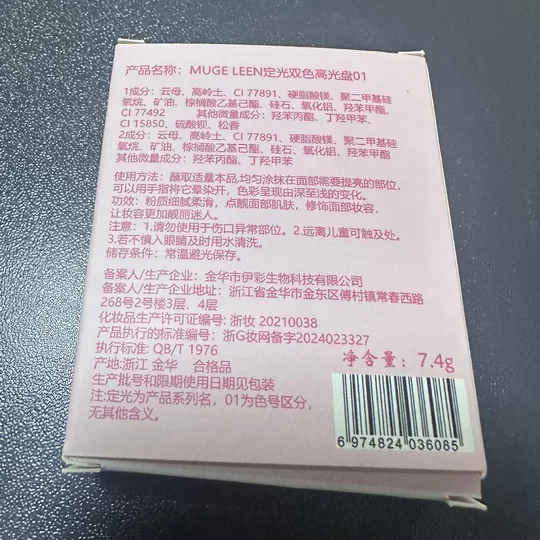 产品名称：MUGE LEEN定光双色高光盘01
1成分：云母、高岭土、CI 77891、硬脂酸镁、聚二甲基硅
氧烷、矿油、棕榈酸乙基己酯、硅石、氧化铝、羟苯甲酯
CI 77492 其他微量成分：羟苯丙酯、丁羟甲苯、
CI 15850、硫酸钡、松香
2成分：云母、高岭土、CI 77891、硬脂酸镁、聚二甲基硅
氧烷、矿油、棕榈酸乙基己酯、硅石、氧化铝、羟苯甲酯
其他微量成分：羟苯丙酯、丁羟甲苯
使用方法：蘸取适量本品,均匀涂抹在面部需要提亮的部位,
可以用手指将它晕染开，色彩呈现由深至浅的变化。
功效：粉质细腻柔滑，点靓面部肌肤，修饰面部妆容，
让妆容更加靓丽迷人。
注意：1.请勿使用于伤口异常部位。2.远离儿童可触及处。
3.若不慎入眼睛及时用水清洗。
储存条件：常温避光保存。
备案人/生产企业：金华市伊彩生物科技有限公司
备案人/生产企业地址：浙江省金华市金东区傅村镇常春西路
268号2号楼3层、4层
化妆品生产许可证编号: 浙妆 20210038
产品执行的标准编号: 浙G妆网备字2024023327
执行标准: QB/T 1976
产地:浙江 金华 合格品
生产批号和限期使用日期见包装
注:定光为产品系列名，01为色号区分，
无其他含义。
净含量：7.4g
6 974824 036085